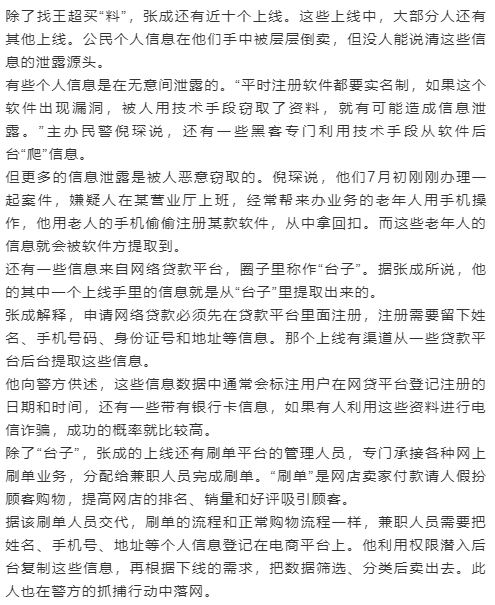 除了找王超买“料”，张成还有近十个上线。这些上线中，大部分人还有
其他上线。公民个人信息在他们手中被层层倒卖，但没人能说清这些信
息的泄露源头。
有些个人信息是在无意间泄露的。“平时注册软件都要实名制，如果这个
软件出现漏洞，被人用技术手段窃取了资料，就有可能造成信息泄
露。”主办民警倪琛说，还有一些黑客专门利用技术手段从软件后
台“爬”信息。
但更多的信息泄露是被人恶意窃取的。倪琛说，他们7月初刚刚办理一
起案件，嫌疑人在某营业厅上班，经常帮来办业务的老年人用手机操
作，他用老人的手机偷偷注册某款软件，从中拿回扣。而这些老年人的
信息就会被软件方提取到。
还有一些信息来自网络贷款平台，圈子里称作“台子”。据张成所说，他
的其中一个上线手里的信息就是从“台子”里提取出来的。
张成解释，申请网络贷款必须先在贷款平台里面注册，注册需要留下姓
名、手机号码、身份证号和地址等信息。那个上线有渠道从一些贷款平
台后台提取这些信息。
他向警方供述，这些信息数据中通常会标注用户在网贷平台登记注册的
日期和时间，还有一些带有银行卡信息，如果有人利用这些资料进行电
信诈骗，成功的概率就比较高。
除了“台子”，张成的上线还有刷单平台的管理人员，专门承接各种网上
刷单业务，分配给兼职人员完成刷单。“刷单”是网店卖家付款请人假扮
顾客购物，提高网店的排名、销量和好评吸引顾客。
据该刷单人员交代，刷单的流程和正常购物流程一样，兼职人员需要把
姓名、手机号、地址等个人信息登记在电商平台上。他利用权限潜入后
台复制这些信息，再根据下线的需求，把数据筛选、分类后卖出去。此
人也在警方的抓捕行动中落网。